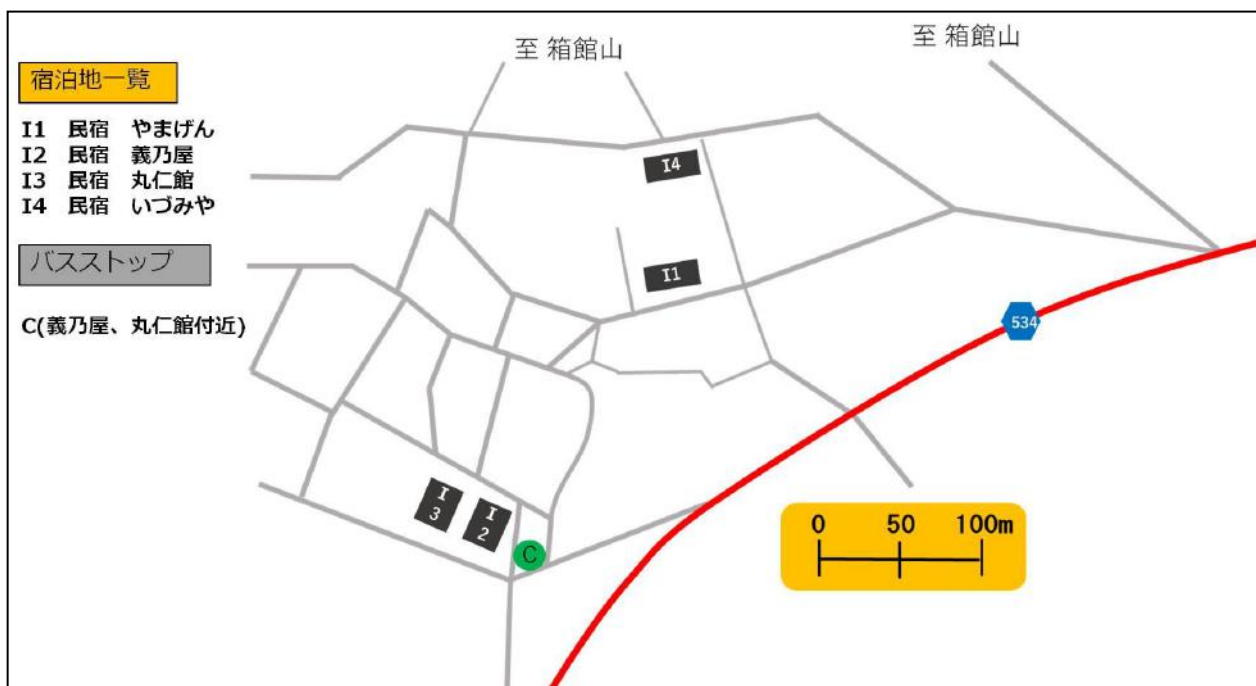 至 箱館山
至 箱館山
宿泊地一覧
I1 民宿 やまげん
I2 民宿 義乃屋
I3 民宿 丸仁館
I4 民宿 いづみや
バスストップ
C(義乃屋、丸仁館付近)
I4
I1
534
I3
I2
C
0 50 100m